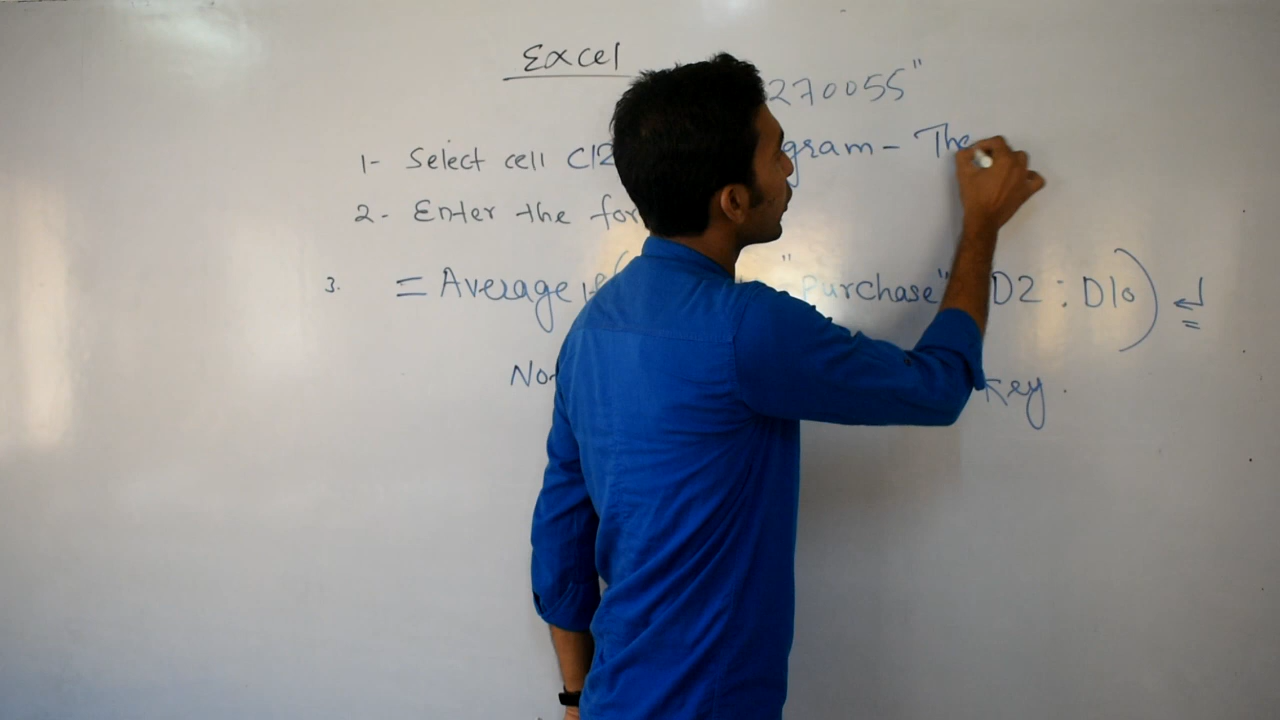 Excel
270055"
1- Select cell C12 gram - The
2. Enter the for
3. = Average if( "Purchase" D2 : D10)
Key.